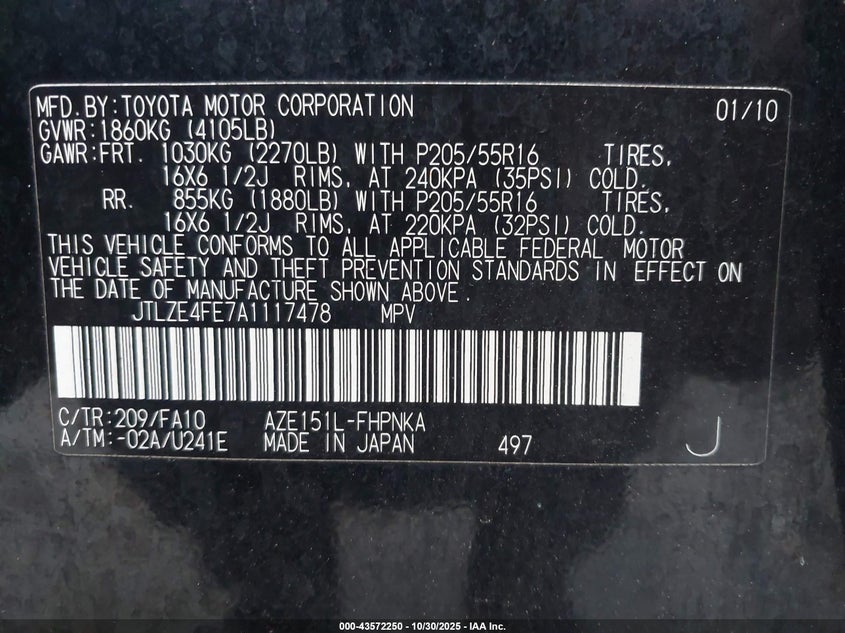 MFD.BY:TOYOTA MOTOR CORPORATION 01/10
GVWR:1860KG (4105LB)
GAWR:FRT. 1030KG (2270LB) WITH P205/55R16 TIRES,
16X6 1/2J RIMS, AT 240KPA (35PSI) COLD.
RR. 855KG (1880LB) WITH P205/55R16 TIRES,
16X6 1/2J RIMS, AT 220KPA (32PSI) COLD.
THIS VEHICLE CONFORMS TO ALL APPLICABLE FEDERAL MOTOR
VEHICLE SAFETY AND THEFT PREVENTION STANDARDS IN EFFECT ON
THE DATE OF MANUFACTURE SHOWN ABOVE.
JTLZE4FE7A1117478 MPV
C/TR:209/FA10 AZE151L-FHPNKA
A/TM:-02A/U241E MADE IN JAPAN 497 J
000-43572250 - 10/30/2025 - IAA Inc.